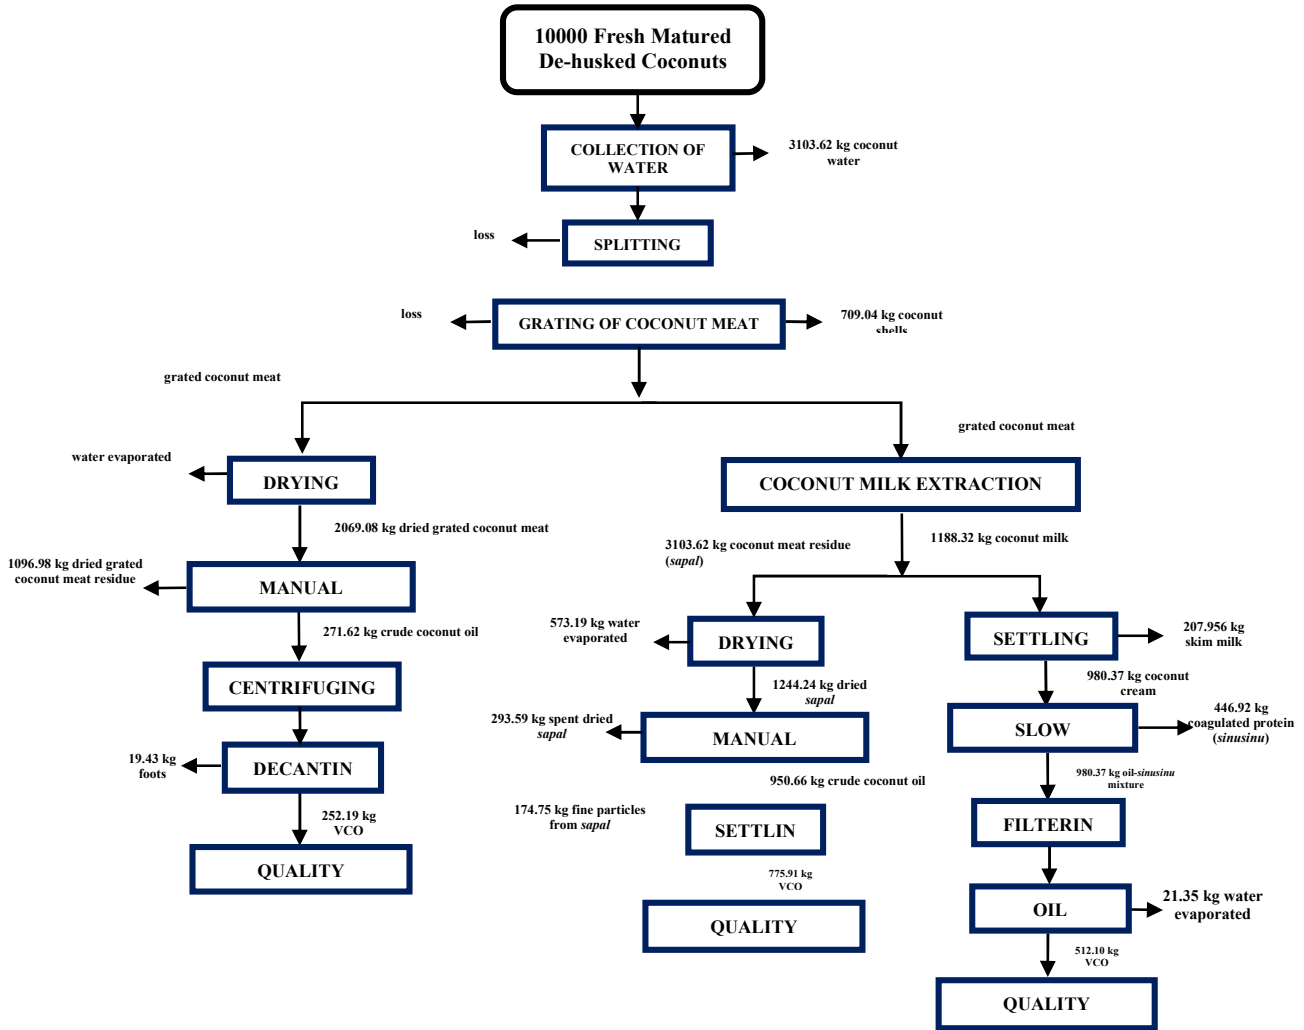 10000 Fresh Matured
De-husked Coconuts
COLLECTION OF
WATER
3103.62 kg coconut
water
loss
SPLITTING
loss
GRATING OF COCONUT MEAT
709.04 kg coconut
shells
grated coconut meat
grated coconut meat
water evaporated
DRYING
COCONUT MILK EXTRACTION
2069.08 kg dried grated coconut meat
3103.62 kg coconut meat residue
(sapal)
1188.32 kg coconut milk
1096.98 kg dried grated
coconut meat residue
MANUAL
271.62 kg crude coconut oil
573.19 kg water
evaporated
DRYING
SETTLING
207.956 kg
skim milk
CENTRIFUGING
1244.24 kg dried
sapal
980.37 kg coconut
cream
293.59 kg spent dried
sapal
MANUAL
SLOW
446.92 kg
coagulated protein
(sinusinu)
19.43 kg
foots
DECANTIN
950.66 kg crude coconut oil
980.37 kg oil-sinusinu
mixture
252.19 kg
VCO
174.75 kg fine particles
from sapal
SETTLIN
FILTERIN
QUALITY
775.91 kg
VCO
QUALITY
OIL
21.35 kg water
evaporated
512.10 kg
VCO
QUALITY